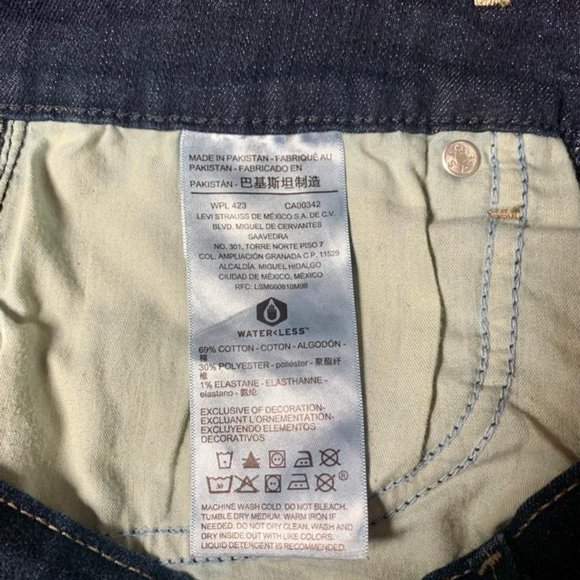 MADE IN PAKISTAN - FABRIQUÉ AU
PAKISTAN - FABRICADO EN
PAKISTÁN - 巴基斯坦制造
WPL 423 CA00342
LEVI STRAUSS DE MÉXICO S.A. DE C.V.
BLVD. MIGUEL DE CERVANTES
SAAVEDRA
NO. 301, TORRE NORTE PISO 7
COL. AMPLIACIÓN GRANADA C.P. 11529
ALCALDÍA. MIGUEL HIDALGO
CIUDAD DE MÉXICO, MÉXICO
RFC: LSM560818M98
WATER<LESS™
69% COTTON - COTON - ALGODÓN -
棉
30% POLYESTER - poliéster - 聚酯纤
维
1% ELASTANE - ELASTHANNE -
elastano - 氨纶
EXCLUSIVE OF DECORATION-
EXCLUANT L'ORNEMENTATION-
EXCLUYENDO ELEMENTOS
DECORATIVOS
®
MACHINE WASH COLD. DO NOT BLEACH.
TUMBLE DRY MEDIUM. WARM IRON IF
NEEDED. DO NOT DRY CLEAN. WASH AND
DRY INSIDE OUT WITH LIKE COLORS.
LIQUID DETERGENT IS RECOMMENDED.